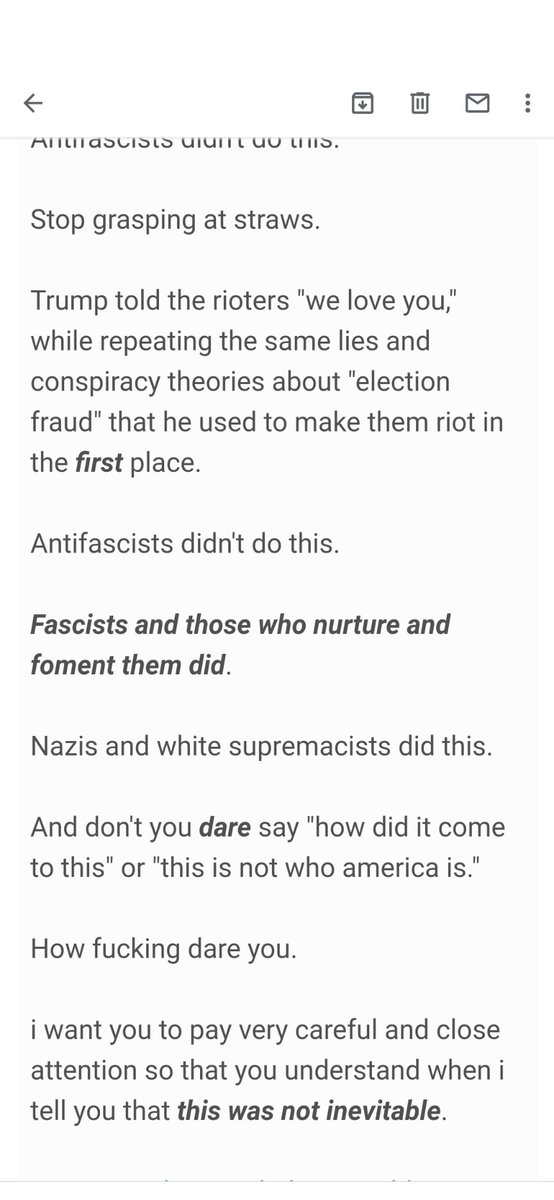 Antifascists didn't do this.
Stop grasping at straws.
Trump told the rioters "we love you,"
while repeating the same lies and
conspiracy theories about "election
fraud" that he used to make them riot in
the first place.
Antifascists didn't do this.
Fascists and those who nurture and
foment them did.
Nazis and white supremacists did this.
And don't you dare say "how did it come
to this" or "this is not who america is."
How fucking dare you.
i want you to pay very careful and close
attention so that you understand when i
tell you that this was not inevitable.